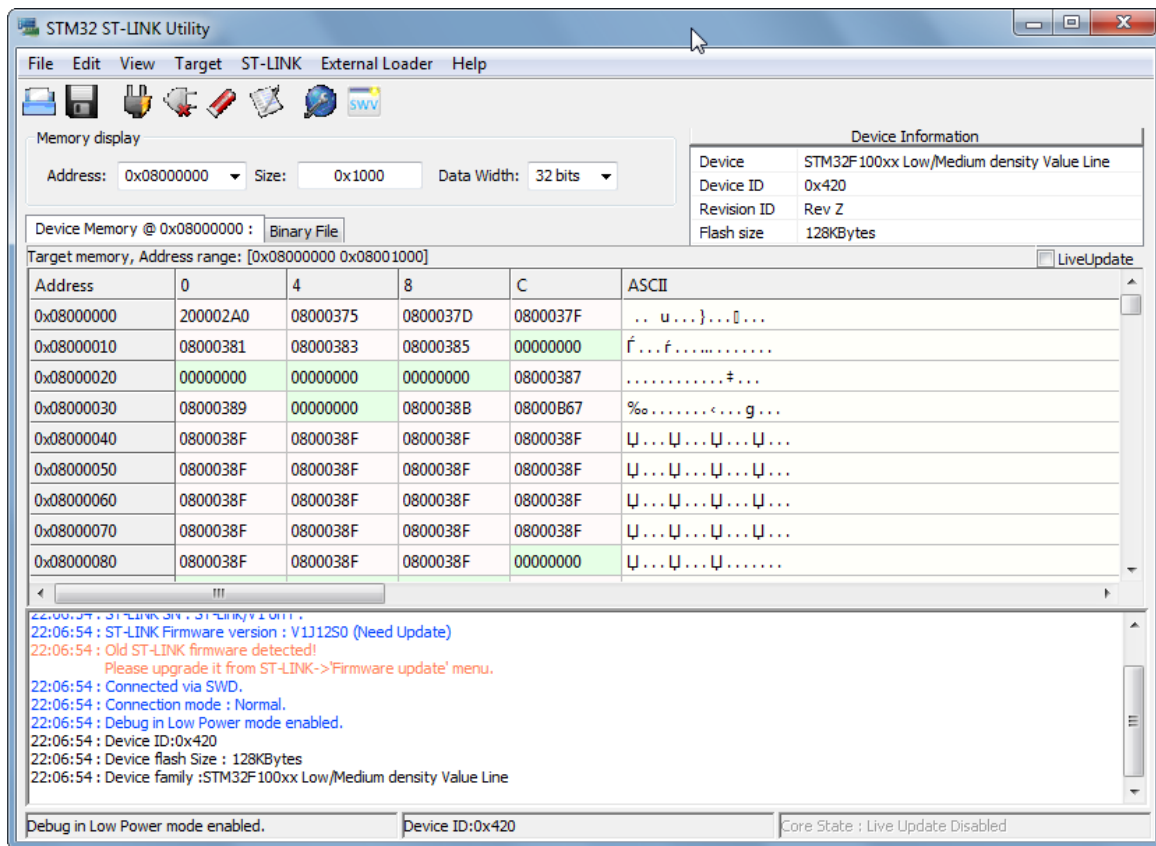 STM32 ST-LINK Utility
File Edit View Target ST-LINK External Loader Help
SWV
Memory display
Address: 0x08000000 Size: 0x1000 Data Width: 32 bits
Device Information
Device STM32F100xx Low/Medium density Value Line
Device ID 0x420
Revision ID Rev Z
Flash size 128KBytes
Device Memory @ 0x08000000 : Binary File
Target memory, Address range: [0x08000000 0x08001000] LiveUpdate
Address 0 4 8 C ASCII
0x08000000 200002A0 08000375 0800037D 0800037F .. u...}...▯...
0x08000010 08000381 08000383 08000385 00000000 Ѓ...ѓ...….......
0x08000020 00000000 00000000 00000000 08000387 ............‡...
0x08000030 08000389 00000000 0800038B 08000B67 ‰.......‹...g...
0x08000040 0800038F 0800038F 0800038F 0800038F Џ...Џ...Џ...Џ...
0x08000050 0800038F 0800038F 0800038F 0800038F Џ...Џ...Џ...Џ...
0x08000060 0800038F 0800038F 0800038F 0800038F Џ...Џ...Џ...Џ...
0x08000070 0800038F 0800038F 0800038F 0800038F Џ...Џ...Џ...Џ...
0x08000080 0800038F 0800038F 0800038F 00000000 Џ...Џ...Џ.......
22:06:54 : ST-LINK SN : ST-Link/V1 on I :
22:06:54 : ST-LINK Firmware version : V1J12S0 (Need Update)
22:06:54 : Old ST-LINK firmware detected!
Please upgrade it from ST-LINK->'Firmware update' menu.
22:06:54 : Connected via SWD.
22:06:54 : Connection mode : Normal.
22:06:54 : Debug in Low Power mode enabled.
22:06:54 : Device ID:0x420
22:06:54 : Device flash Size : 128KBytes
22:06:54 : Device family :STM32F100xx Low/Medium density Value Line
Debug in Low Power mode enabled. Device ID:0x420 Core State : Live Update Disabled